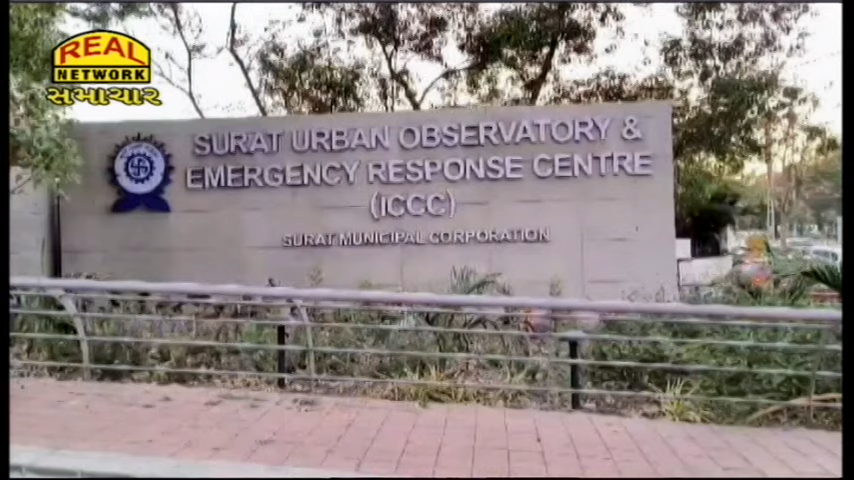 REAL
NETWORK
સમાચાર
SURAT URBAN OBSERVATORY &
EMERGENCY RESPONSE CENTRE
(ICCC)
SURAT MUNICIPAL CORPORATION